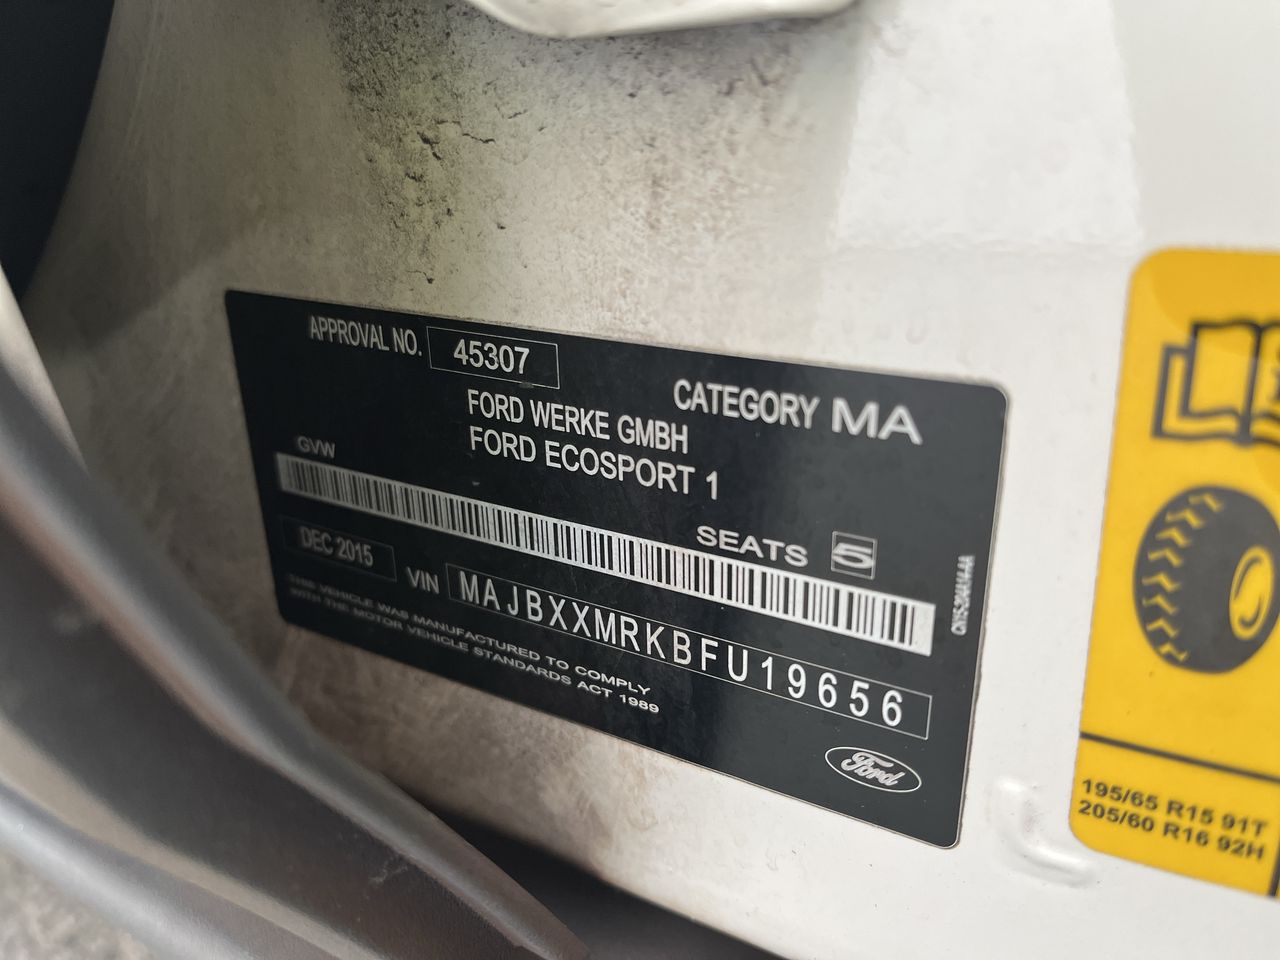 APPROVAL NO. 45307
CATEGORY MA
FORD WERKE GMBH
FORD ECOSPORT 1
GVW
SEATS 5
DEC 2015
VIN MAJBXXMRKBFU19656
THIS VEHICLE WAS MANUFACTURED TO COMPLY
WITH THE MOTOR VEHICLE STANDARDS ACT 1989
Ford
195/65 R15 91T
205/60 R16 92H